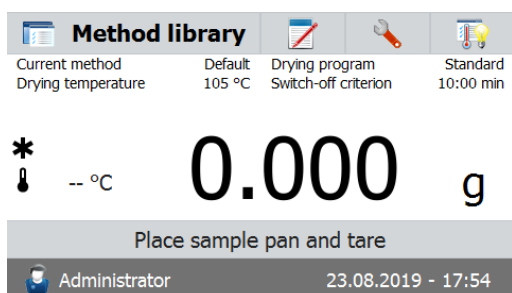 Method library
Current method Default Drying program Standard
Drying temperature 105 °C Switch-off criterion 10:00 min
* -- °C 0.000 g
Place sample pan and tare
Administrator 23.08.2019 - 17:54